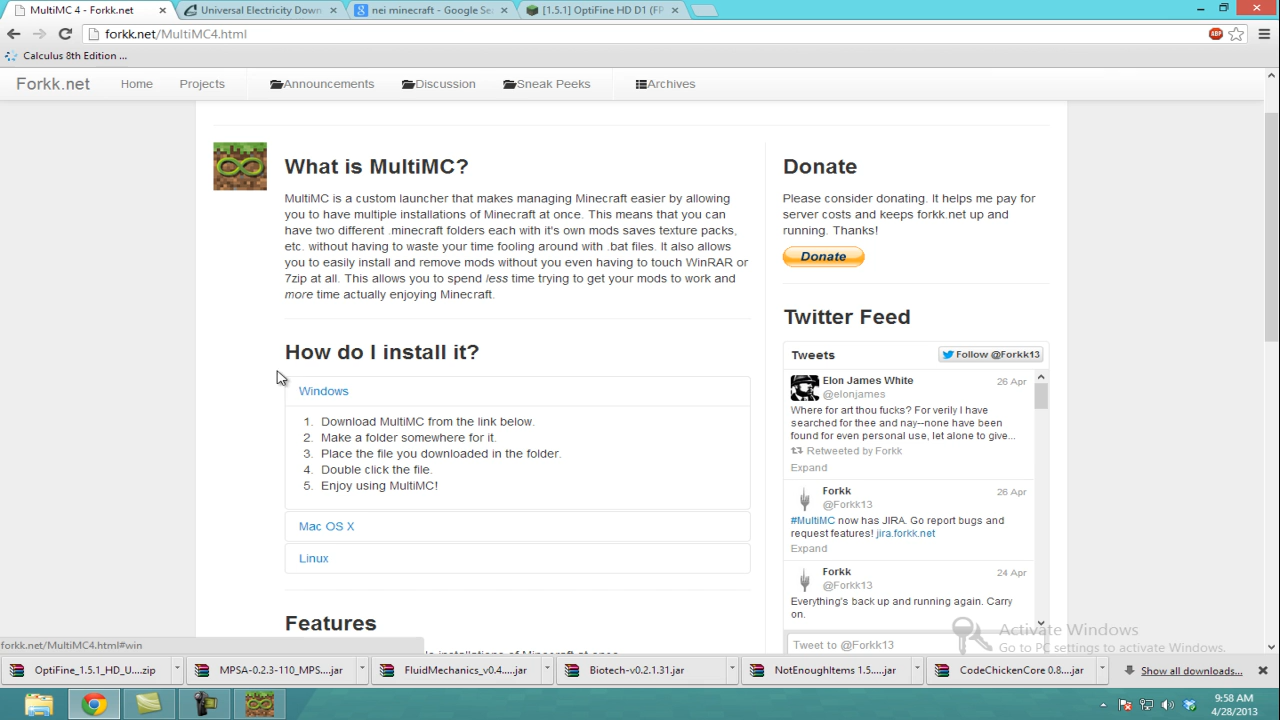 MultiMC 4 - Forkk.net
Universal Electricity Down
nei minecraft - Google Se
[1.5.1] OptiFine HD D1 (FP
forkk.net/MultiMC4.html
ABP
Calculus 8th Edition ...
Forkk.net
Home
Projects
Announcements
Discussion
Sneak Peeks
Archives
What is MultiMC?
MultiMC is a custom launcher that makes managing Minecraft easier by allowing
you to have multiple installations of Minecraft at once. This means that you can
have two different .minecraft folders each with it's own mods saves texture packs,
etc. without having to waste your time fooling around with .bat files. It also allows
you to easily install and remove mods without you even having to touch WinRAR or
7zip at all. This allows you to spend less time trying to get your mods to work and
more time actually enjoying Minecraft.
How do I install it?
Windows
1. Download MultiMC from the link below.
2. Make a folder somewhere for it.
3. Place the file you downloaded in the folder.
4. Double click the file.
5. Enjoy using MultiMC!
Mac OS X
Linux
Features
Donate
Please consider donating. It helps me pay for
server costs and keeps forkk.net up and
running. Thanks!
Donate
Twitter Feed
Tweets
Follow @Forkk13
Elon James White
26 Apr
@elonjames
Where for art thou fucks? For verily I have
searched for thee and nay--none have been
found for even personal use, let alone to give...
Retweeted by Forkk
Expand
Forkk
26 Apr
@Forkk13
#MultiMC now has JIRA. Go report bugs and
request features! jira.forkk.net
Expand
Forkk
24 Apr
@Forkk13
Everything's back up and running again. Carry
on.
Tweet to @Forkk13
Activate Windows
Go to PC settings to activate Windows.
forkk.net/MultiMC4.html#win
OptiFine_1.5.1_HD_U....zip
MPSA-0.2.3-110_MPS....jar
FluidMechanics_v0.4....jar
Biotech-v0.2.1.31.jar
NotEnoughItems 1.5....jar
CodeChickenCore 0.8....jar
Show all downloads...
9:58 AM
4/28/2013